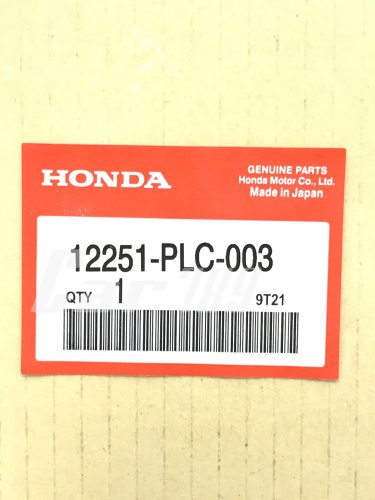 HONDA
GENUINE PARTS
Honda Motor Co., Ltd.
Made in Japan
12251-PLC-003
QTY 1
9T21